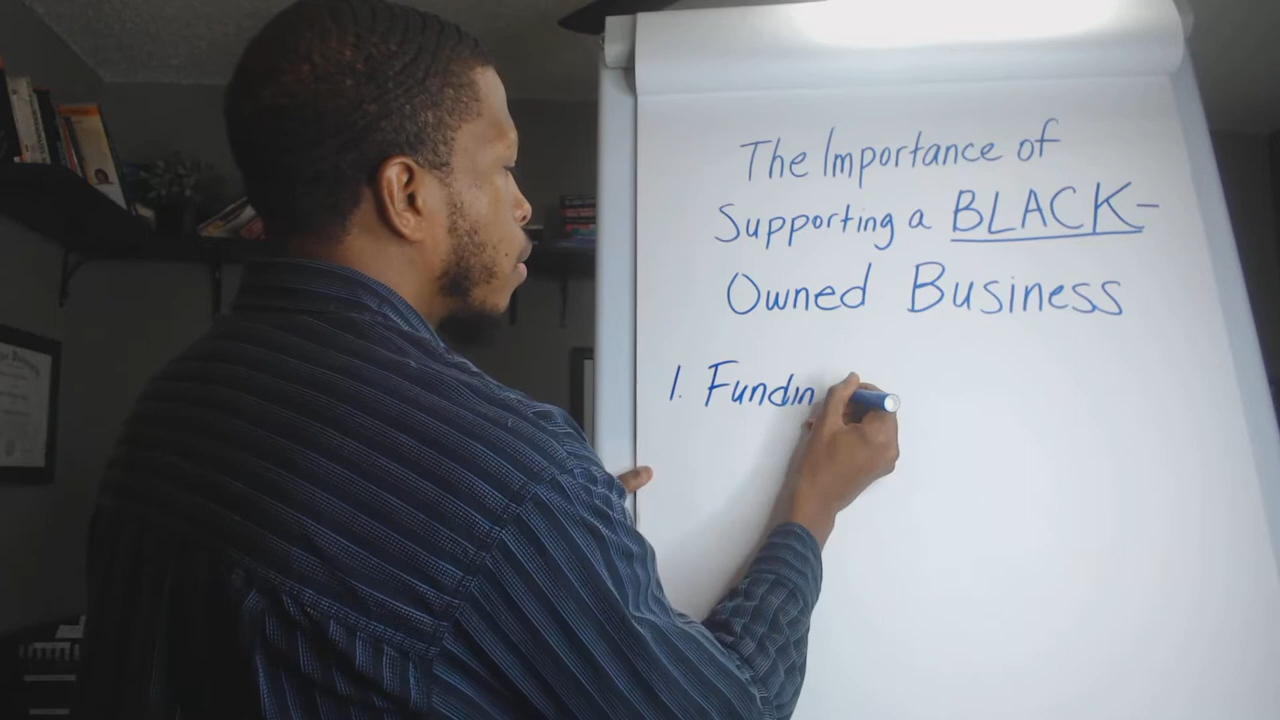 The Importance of
Supporting a BLACK-
Owned Business
1. Fundin